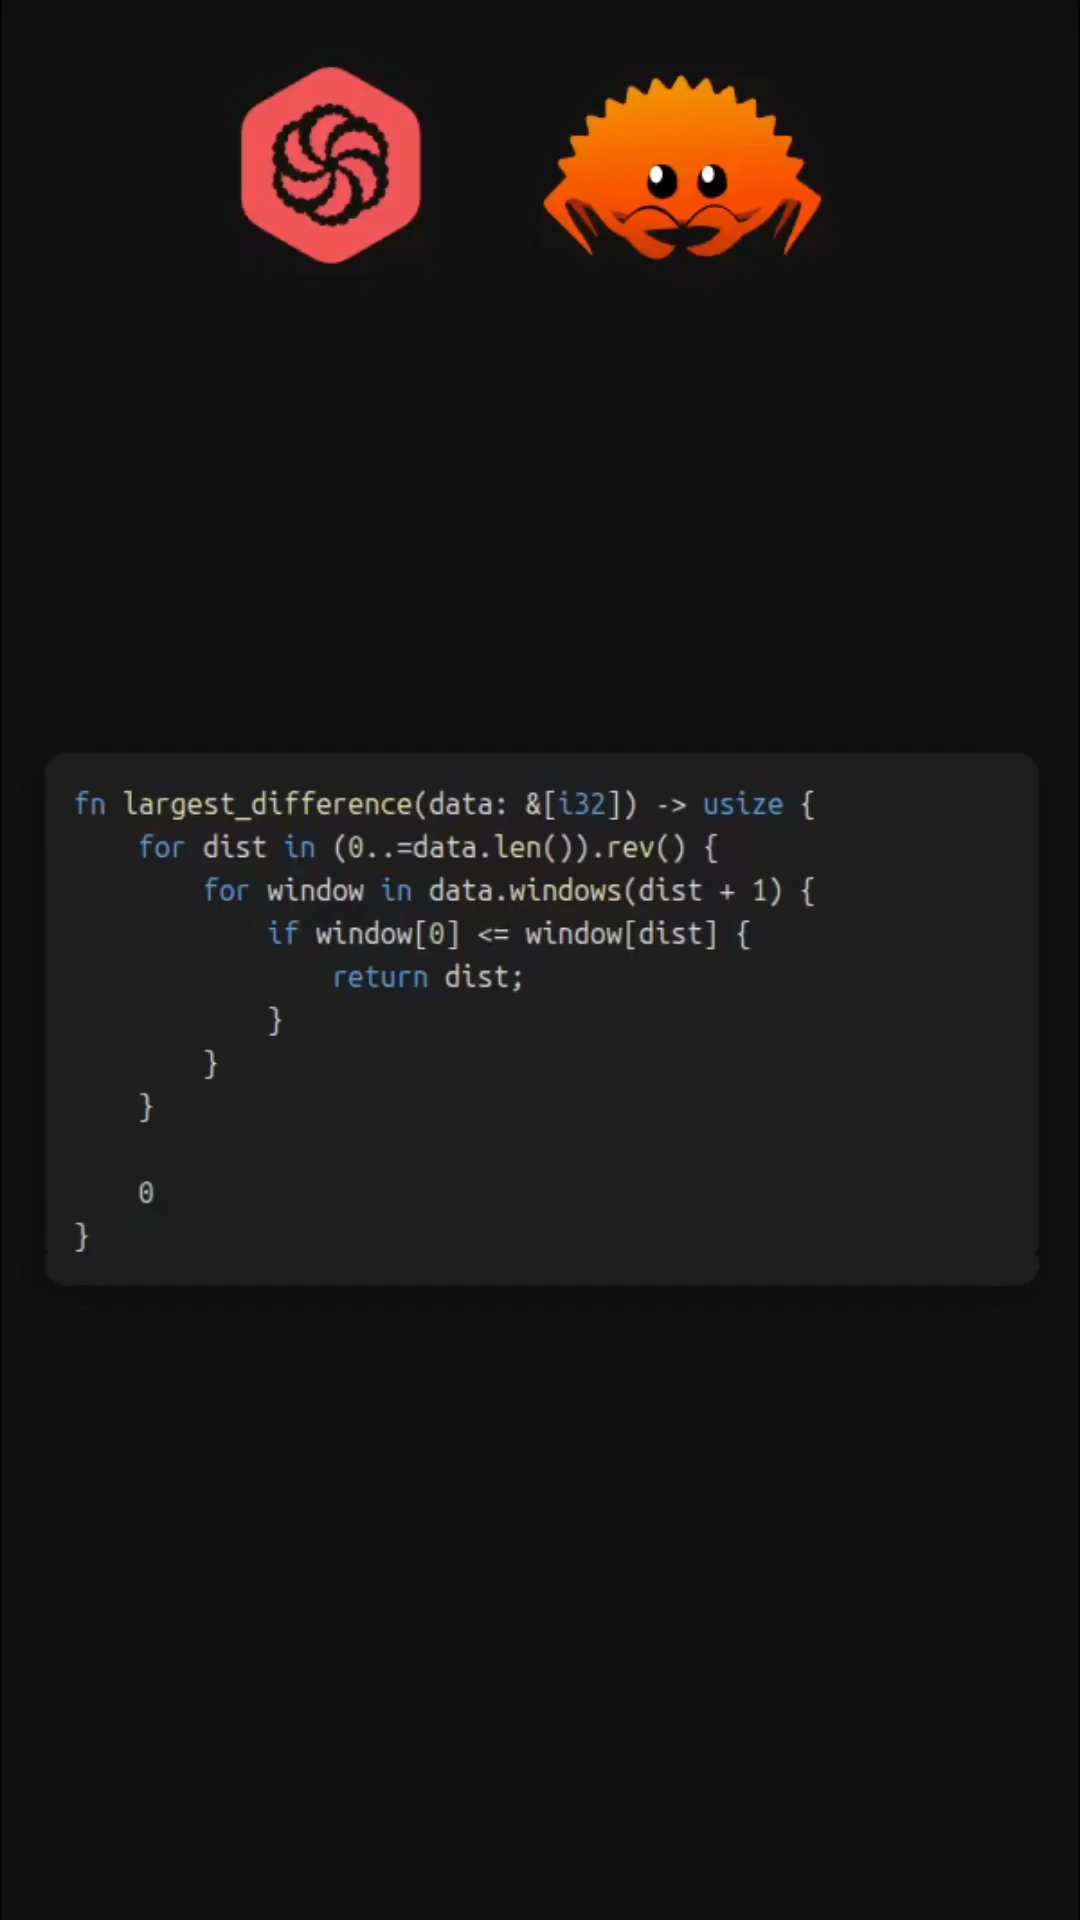 fn largest_difference(data: &[i32]) -> usize {
    for dist in (0..=data.len()).rev() {
        for window in data.windows(dist + 1) {
            if window[0] <= window[dist] {
                return dist;
            }
        }
    }

    0
}